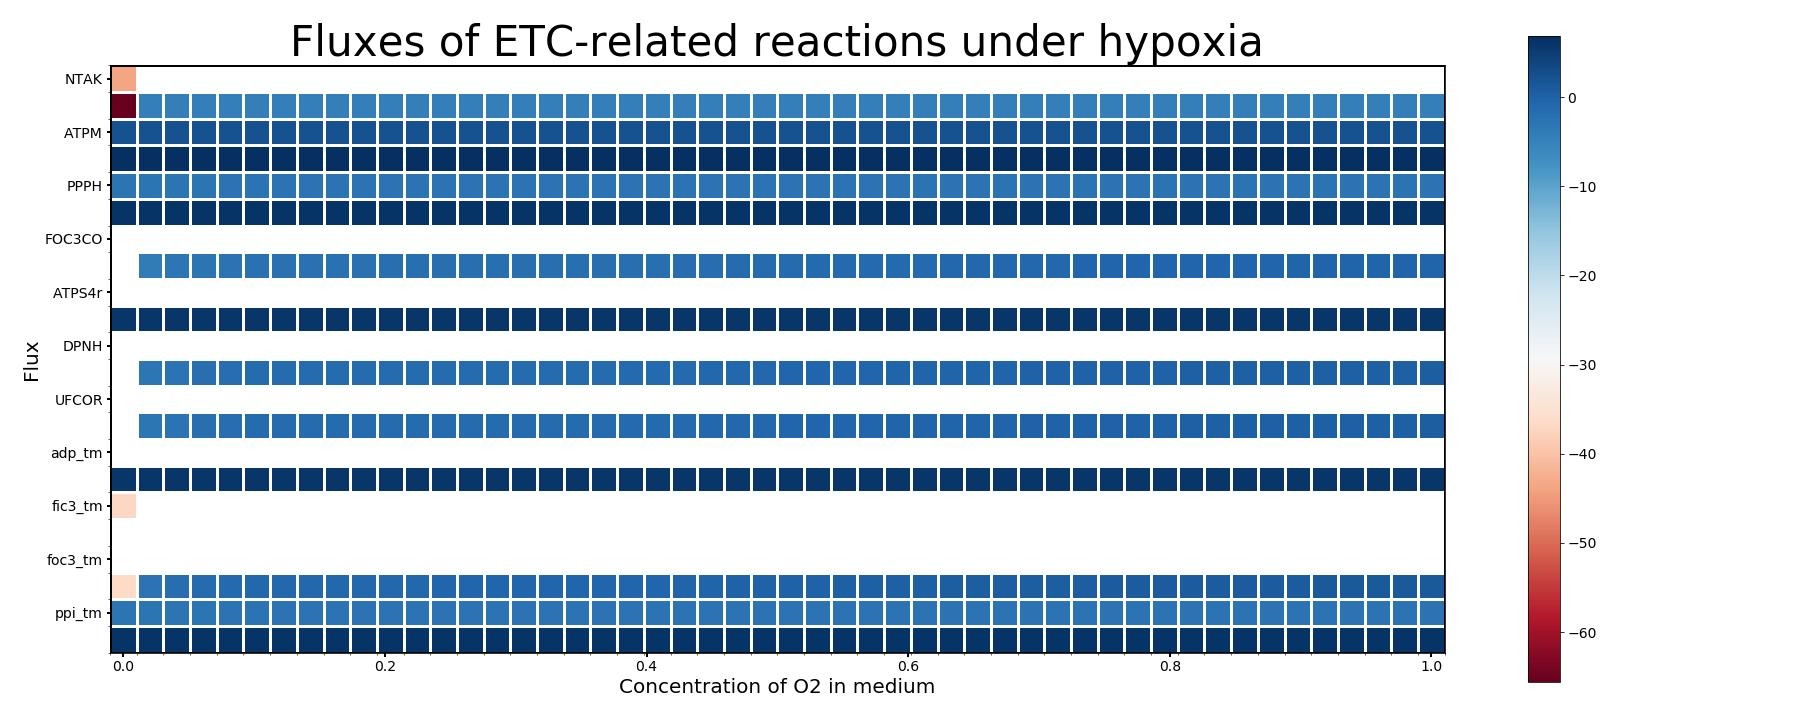 Fluxes of ETC-related reactions under hypoxia
NTAK
ATPM
PPPH
FOC3CO
ATPS4r
DPNH
UFCOR
adp_tm
fic3_tm
foc3_tm
ppi_tm
Flux
0.0 0.2 0.4 0.6 0.8 1.0
Concentration of O2 in medium
0
−10
−20
−30
−40
−50
−60